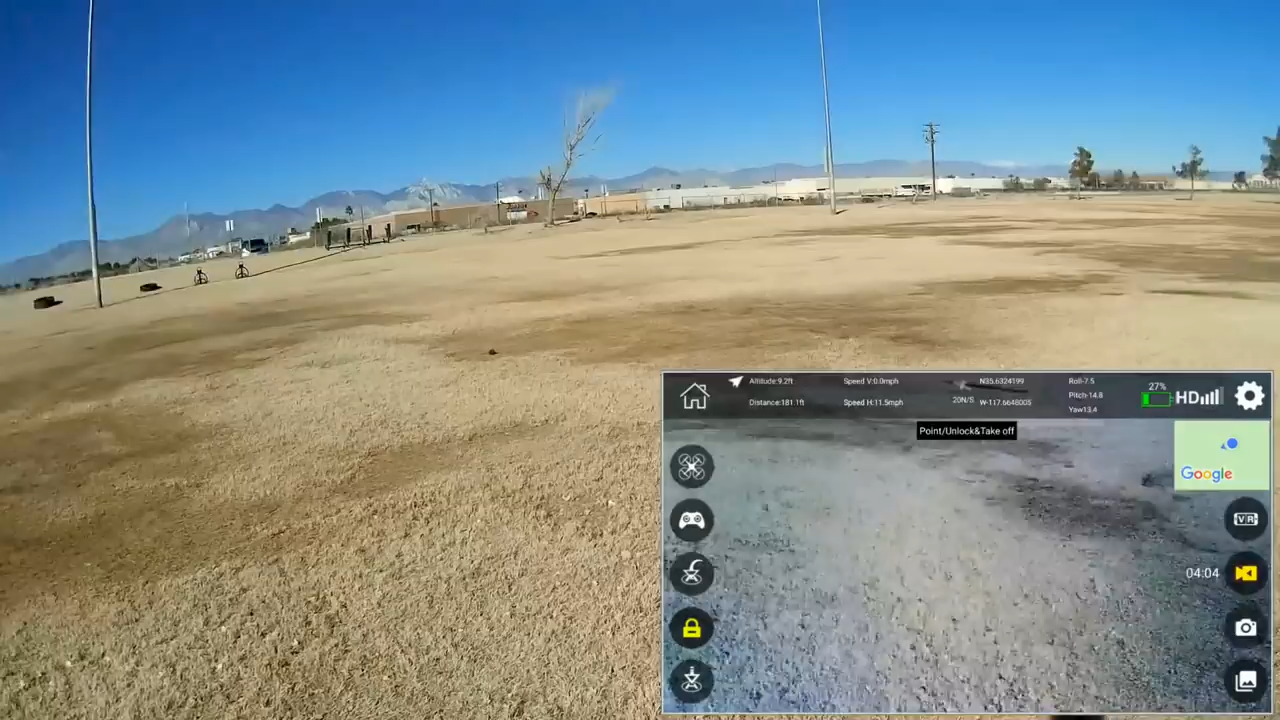 Altitude:9.2ft
Speed V:0.0mph
N35.6324199
Roll-7.5
Distance:181.1ft
Speed H:11.5mph
20N/S
W-117.6648005
Pitch-14.8
Yaw13.4
27%
HD
Point/Unlock&Take off
Google
VR
04:04